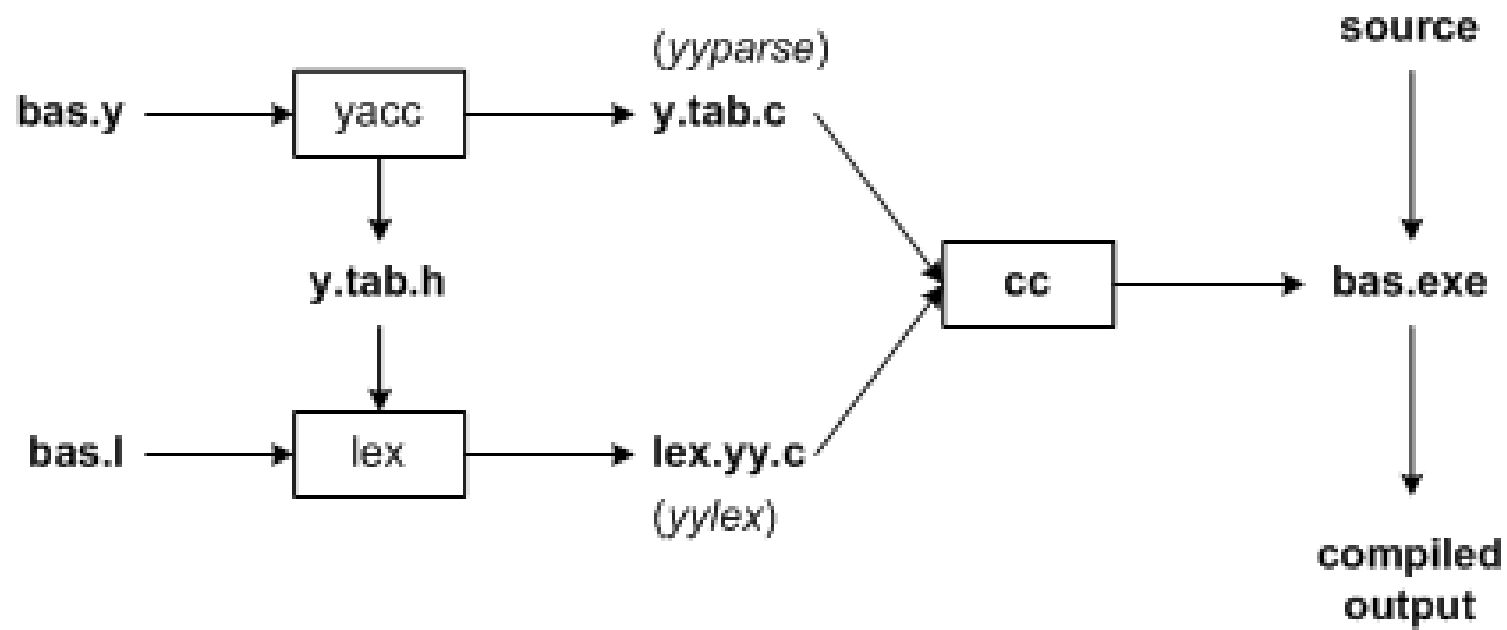 source
(yyparse)
bas.y
yacc
y.tab.c
y.tab.h
cc
bas.exe
bas.l
lex
lex.yy.c
(yylex)
compiled
output